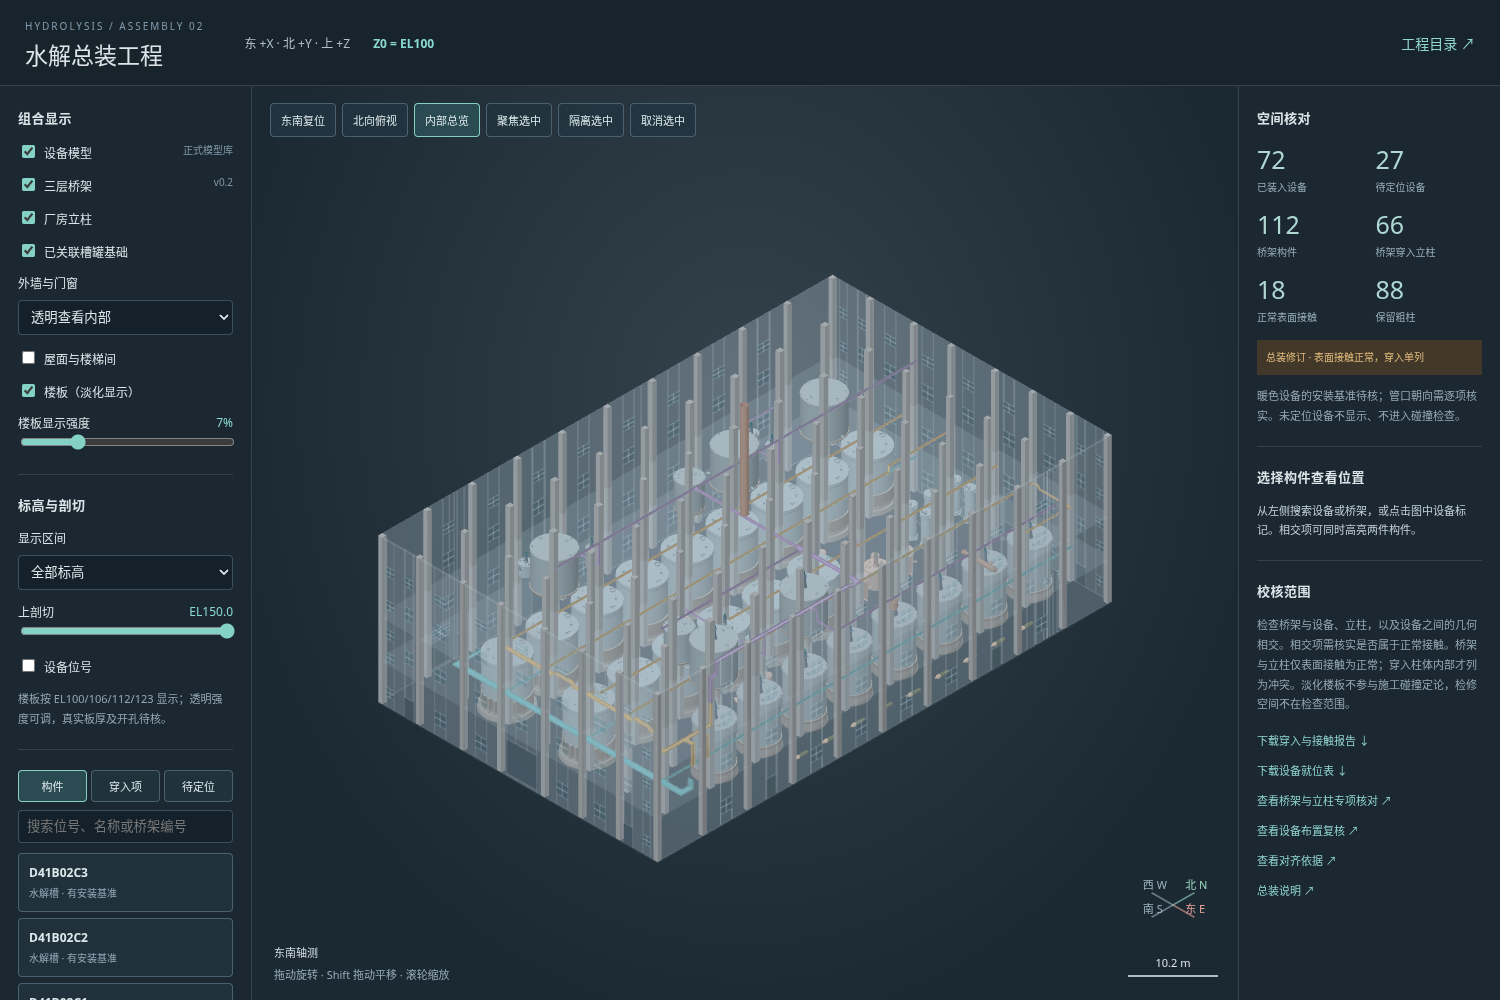 HYDROLYSIS / ASSEMBLY 02
水解总装工程
东 +X · 北 +Y · 上 +Z
Z0 = EL100
工程目录 ↗
组合显示
设备模型
正式模型库
三层桥架
v0.2
厂房立柱
已关联槽罐基础
外墙与门窗
透明查看内部
屋面与楼梯间
楼板（淡化显示）
楼板显示强度
7%
标高与剖切
显示区间
全部标高
上剖切
EL150.0
设备位号
楼板按 EL100/106/112/123 显示；透明强
度可调，真实板厚及开孔待核。
构件
穿入项
待定位
搜索位号、名称或桥架编号
D41B02C3
水解槽 · 有安装基准
D41B02C2
水解槽 · 有安装基准
东南复位
北向俯视
内部总览
聚焦选中
隔离选中
取消选中
西 W
北 N
南 S
东 E
东南轴测
拖动旋转 · Shift 拖动平移 · 滚轮缩放
10.2 m
空间核对
72
已装入设备
27
待定位设备
112
桥架构件
66
桥架穿入立柱
18
正常表面接触
88
保留粗柱
总装修订 · 表面接触正常，穿入单列
暖色设备的安装基准待核；管口朝向需逐项核
实。未定位设备不显示、不进入碰撞检查。
选择构件查看位置
从左侧搜索设备或桥架，或点击图中设备标
记。相交项可同时高亮两件构件。
校核范围
检查桥架与设备、立柱，以及设备之间的几何
相交。相交项需核实是否属于正常接触。桥架
与立柱仅表面接触为正常；穿入柱体内部才列
为冲突。淡化楼板不参与施工碰撞定论，检修
空间不在检查范围。
下载穿入与接触报告 ↓
下载设备就位表 ↓
查看桥架与立柱专项核对 ↗
查看设备布置复核 ↗
查看对齐依据 ↗
总装说明 ↗